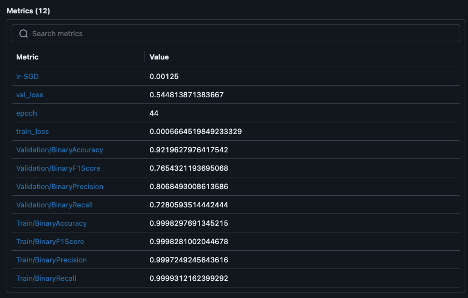 Metrics (12)
Search metrics
Metric Value
lr-SGD 0.00125
val_loss 0.544813871383667
epoch 44
train_loss 0.0006664519849233329
Validation/BinaryAccuracy 0.9219627976417542
Validation/BinaryF1Score 0.7654321193695068
Validation/BinaryPrecision 0.8068493008613586
Validation/BinaryRecall 0.7280593514442444
Train/BinaryAccuracy 0.9998297691345215
Train/BinaryF1Score 0.9998281002044678
Train/BinaryPrecision 0.9997249245643616
Train/BinaryRecall 0.9999312162399292